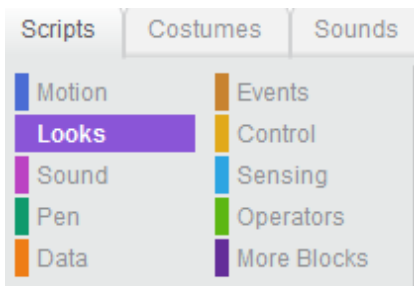 Scripts Costumes Sounds
Motion Events
Looks Control
Sound Sensing
Pen Operators
Data More Blocks